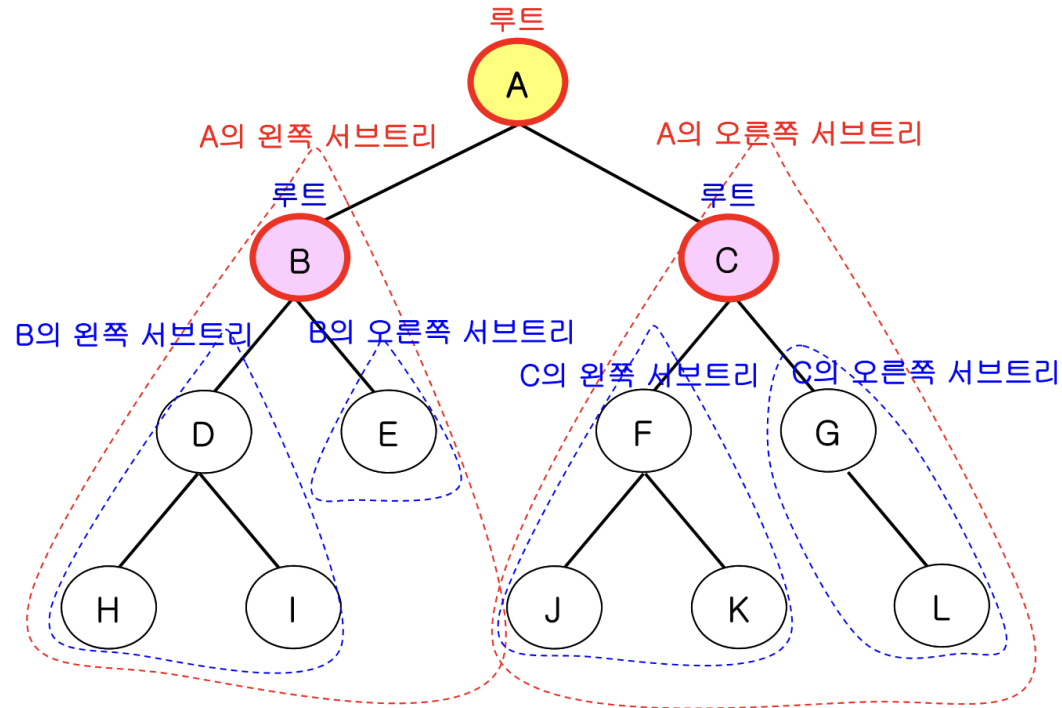 루트
A
A의 왼쪽 서브트리
A의 오른쪽 서브트리
루트
루트
B
C
B의 왼쪽 서브트리
B의 오른쪽 서브트리
C의 왼쪽 서브트리
C의 오른쪽 서브트리
D
E
F
G
H
I
J
K
L